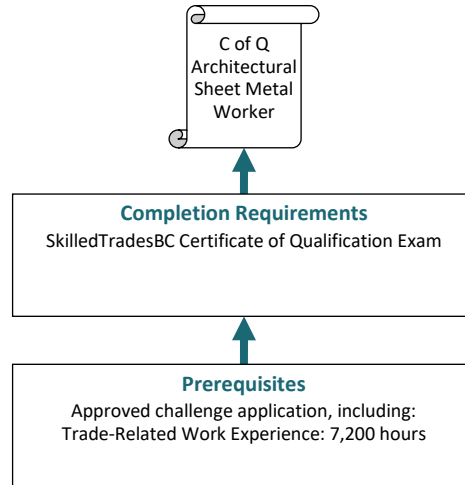 C of Q
Architectural
Sheet Metal
Worker
Completion Requirements
SkilledTradesBC Certificate of Qualification Exam
Prerequisites
Approved challenge application, including:
Trade-Related Work Experience: 7,200 hours